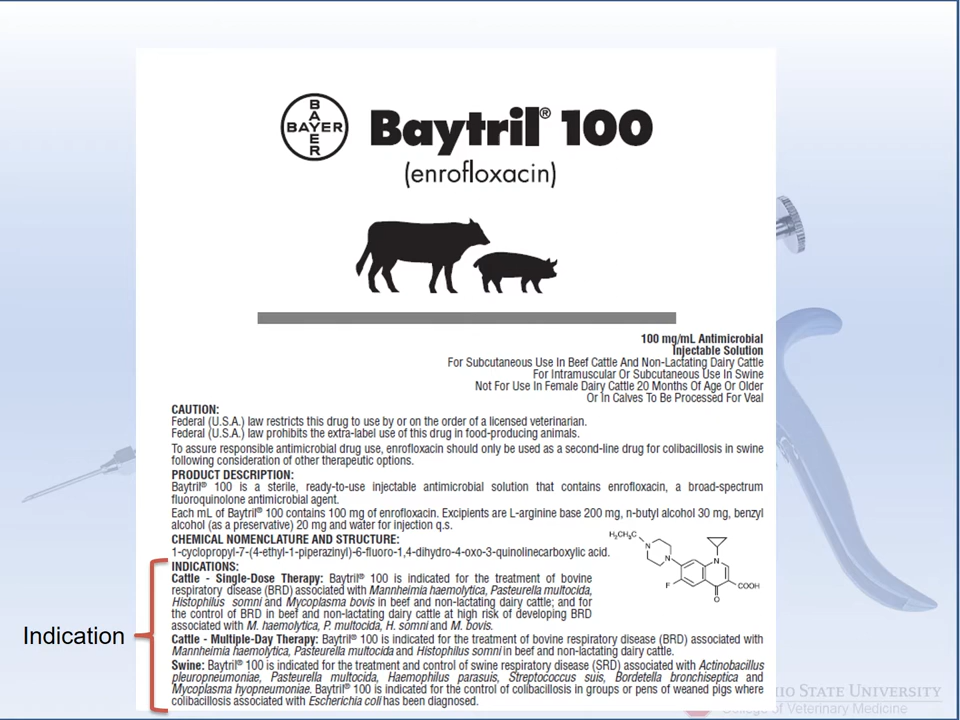 BAYER
BAYER
Baytril® 100
(enrofloxacin)
100 mg/mL Antimicrobial
Injectable Solution
For Subcutaneous Use In Beef Cattle And Non-Lactating Dairy Cattle
For Intramuscular Or Subcutaneous Use In Swine
Not For Use In Female Dairy Cattle 20 Months Of Age Or Older
Or In Calves To Be Processed For Veal
CAUTION:
Federal (U.S.A.) law restricts this drug to use by or on the order of a licensed veterinarian.
Federal (U.S.A.) law prohibits the extra-label use of this drug in food-producing animals.
To assure responsible antimicrobial drug use, enrofloxacin should only be used as a second-line drug for colibacillosis in swine
following consideration of other therapeutic options.
PRODUCT DESCRIPTION:
Baytril® 100 is a sterile, ready-to-use injectable antimicrobial solution that contains enrofloxacin, a broad-spectrum
fluoroquinolone antimicrobial agent.
Each mL of Baytril® 100 contains 100 mg of enrofloxacin. Excipients are L-arginine base 200 mg, n-butyl alcohol 30 mg, benzyl
alcohol (as a preservative) 20 mg and water for injection q.s.
CHEMICAL NOMENCLATURE AND STRUCTURE:
1-cyclopropyl-7-(4-ethyl-1-piperazinyl)-6-fluoro-1,4-dihydro-4-oxo-3-quinolinecarboxylic acid.
H₃CH₂C
N
N
N
F
O
COOH
INDICATIONS:
Cattle - Single-Dose Therapy: Baytril® 100 is indicated for the treatment of bovine
respiratory disease (BRD) associated with Mannheimia haemolytica, Pasteurella multocida,
Histophilus somni and Mycoplasma bovis in beef and non-lactating dairy cattle; and for
the control of BRD in beef and non-lactating dairy cattle at high risk of developing BRD
associated with M. haemolytica, P. multocida, H. somni and M. bovis.
Indication
Cattle - Multiple-Day Therapy: Baytril® 100 is indicated for the treatment of bovine respiratory disease (BRD) associated with
Mannheimia haemolytica, Pasteurella multocida and Histophilus somni in beef and non-lactating dairy cattle.
Swine: Baytril® 100 is indicated for the treatment and control of swine respiratory disease (SRD) associated with Actinobacillus
pleuropneumoniae, Pasteurella multocida, Haemophilus parasuis, Streptococcus suis, Bordetella bronchiseptica and
Mycoplasma hyopneumoniae. Baytril® 100 is indicated for the control of colibacillosis in groups or pens of weaned pigs where
colibacillosis associated with Escherichia coli has been diagnosed.
IO STATE UNIVERSITY
College of Veterinary Medicine